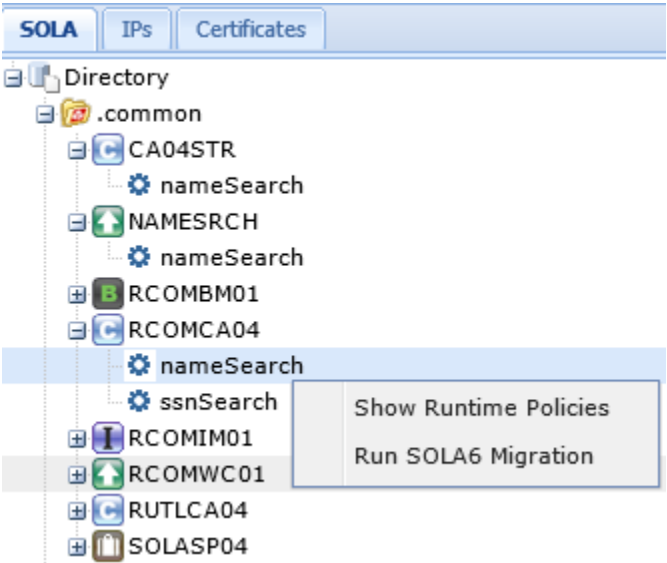 SOLA IPs Certificates
Directory
.common
CA04STR
nameSearch
NAMESRCH
nameSearch
B RCOMBM01
C RCOMCA04
nameSearch
ssnSearch
Show Runtime Policies
I RCOMIM01
Run SOLA6 Migration
RCOMWC01
C RUTLCA04
SOLASP04